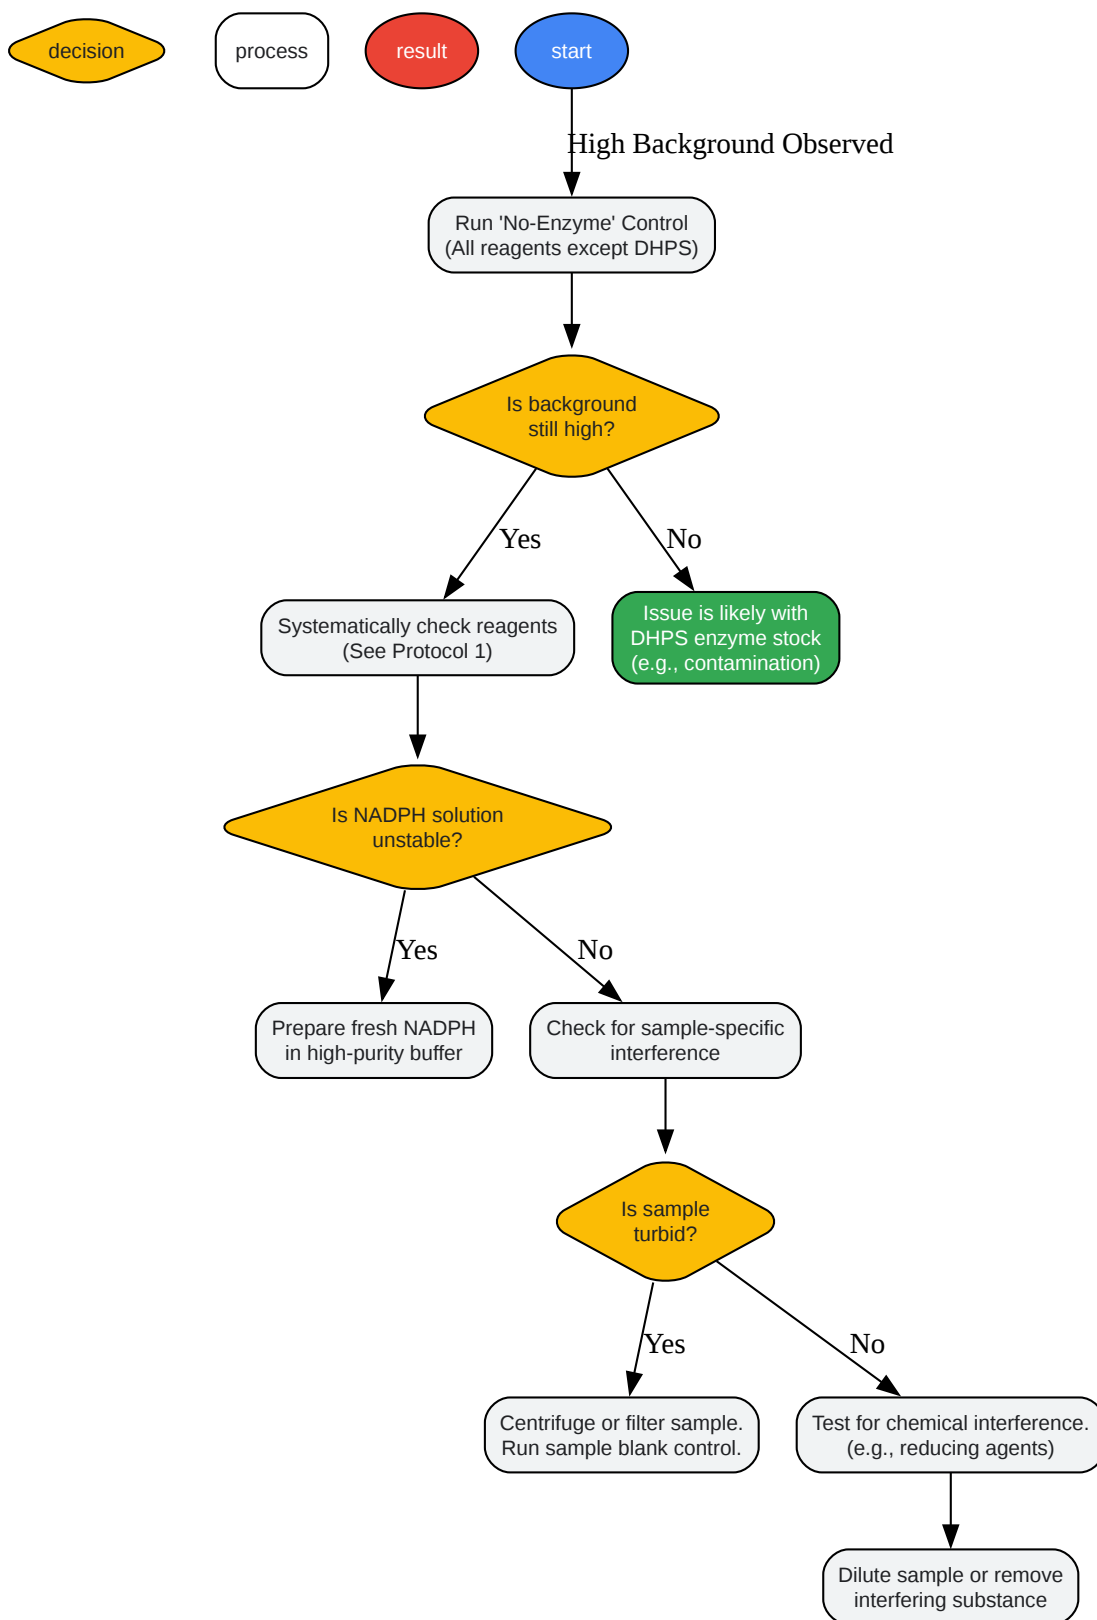 decision
process
result
start
High Background Observed
Run 'No-Enzyme' Control
(All reagents except DHPS)
Is background
still high?
Yes
No
Systematically check reagents
(See Protocol 1)
Issue is likely with
DHPS enzyme stock
(e.g., contamination)
Is NADPH solution
unstable?
Yes
No
Prepare fresh NADPH
in high-purity buffer
Check for sample-specific
interference
Is sample
turbid?
Yes
No
Centrifuge or filter sample.
Run sample blank control.
Test for chemical interference.
(e.g., reducing agents)
Dilute sample or remove
interfering substance